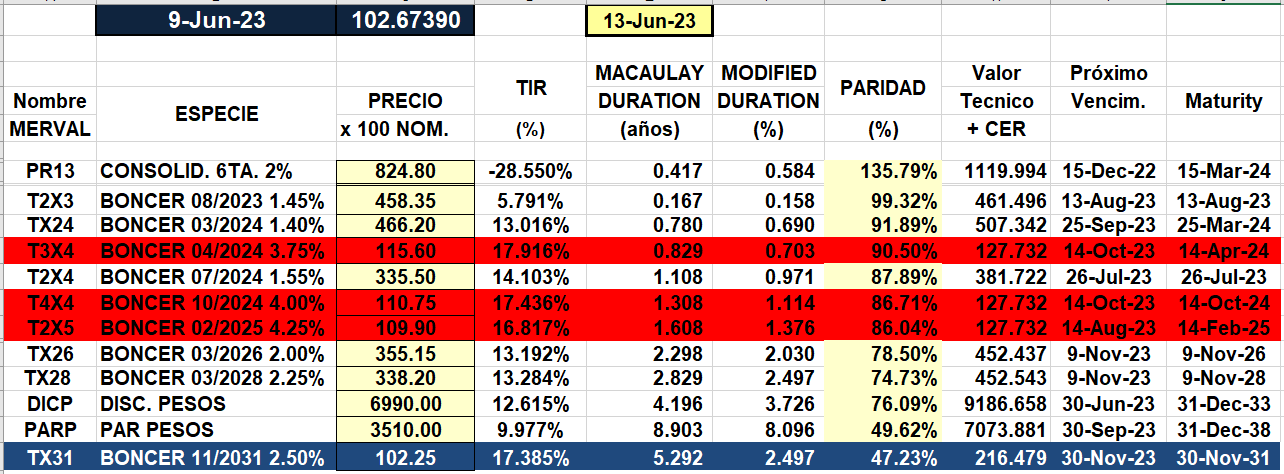 9-Jun-23 102.67390 13-Jun-23
MACAULAY MODIFIED Valor Próximo
TIR PARIDAD
Nombre DURATION DURATION Tecnico Vencim. Maturity
ESPECIE PRECIO
MERVAL x 100 NOM. (%) (años) (%) (%) + CER
PR13 CONSOLID. 6TA. 2% 824.80 -28.550% 0.417 0.584 135.79% 1119.994 15-Dec-22 15-Mar-24
T2X3 BONCER 08/2023 1.45% 458.35 5.791% 0.167 0.158 99.32% 461.496 13-Aug-23 13-Aug-23
TX24 BONCER 03/2024 1.40% 466.20 13.016% 0.780 0.690 91.89% 507.342 25-Sep-23 25-Mar-24
T3X4 BONCER 04/2024 3.75% 115.60 17.916% 0.829 0.703 90.50% 127.732 14-Oct-23 14-Apr-24
T2X4 BONCER 07/2024 1.55% 335.50 14.103% 1.108 0.971 87.89% 381.722 26-Jul-23 26-Jul-23
T4X4 BONCER 10/2024 4.00% 110.75 17.436% 1.308 1.114 86.71% 127.732 14-Oct-23 14-Oct-24
T2X5 BONCER 02/2025 4.25% 109.90 16.817% 1.608 1.376 86.04% 127.732 14-Aug-23 14-Feb-25
TX26 BONCER 03/2026 2.00% 355.15 13.192% 2.298 2.030 78.50% 452.437 9-Nov-23 9-Nov-26
TX28 BONCER 03/2028 2.25% 338.20 13.284% 2.829 2.497 74.73% 452.543 9-Nov-23 9-Nov-28
DICP DISC. PESOS 6990.00 12.615% 4.196 3.726 76.09% 9186.658 30-Jun-23 31-Dec-33
PARP PAR PESOS 3510.00 9.977% 8.903 8.096 49.62% 7073.881 30-Sep-23 31-Dec-38
TX31 BONCER 11/2031 2.50% 102.25 17.385% 5.292 2.497 47.23% 216.479 30-Nov-23 30-Nov-31